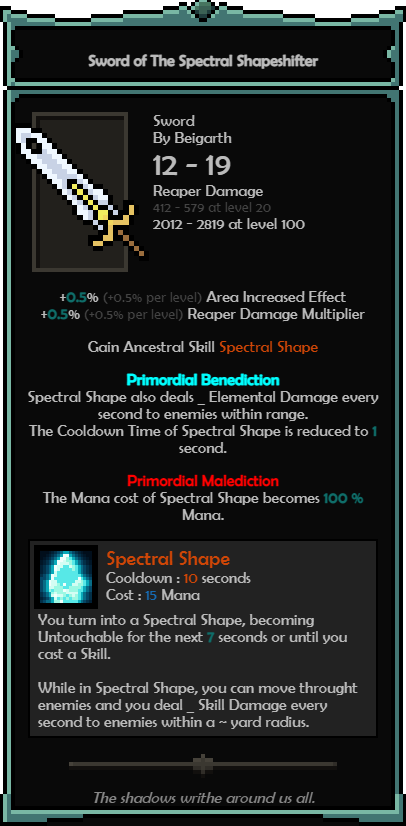 Sword of The Spectral Shapeshifter
Sword
By Beigarth
12 - 19
Reaper Damage
412 - 579 at level 20
2012 - 2819 at level 100
+0.5% (+0.5% per level) Area Increased Effect
+0.5% (+0.5% per level) Reaper Damage Multiplier
Gain Ancestral Skill Spectral Shape
Primordial Benediction
Spectral Shape also deals _ Elemental Damage every
second to enemies within range.
The Cooldown Time of Spectral Shape is reduced to 1
second.
Primordial Malediction
The Mana cost of Spectral Shape becomes 100 %
Mana.
Spectral Shape
Cooldown : 10 seconds
Cost : 15 Mana
You turn into a Spectral Shape, becoming
Untouchable for the next 7 seconds or until you
cast a Skill.
While in Spectral Shape, you can move throught
enemies and you deal _ Skill Damage every
second to enemies within a ~ yard radius.
The shadows writhe around us all.